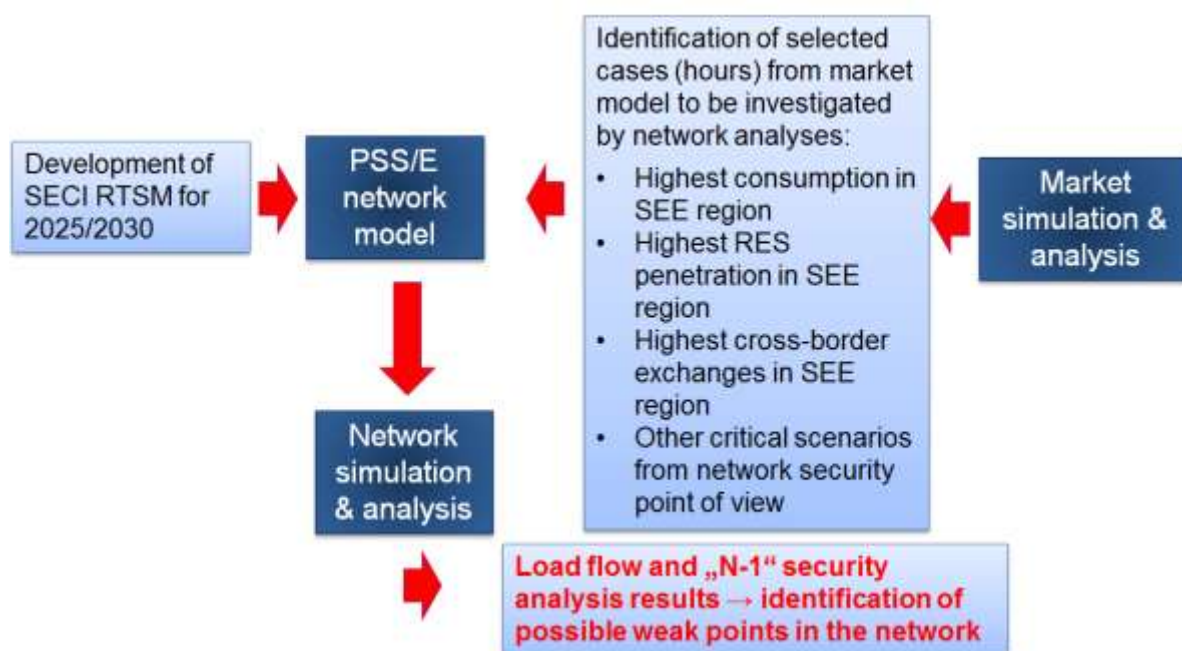 Development of
SECI RTSM for
2025/2030
PSS/E
network
model
Identification of selected
cases (hours) from market
model to be investigated
by network analyses:
• Highest consumption in
SEE region
• Highest RES
penetration in SEE
region
• Highest cross-border
exchanges in SEE
region
• Other critical scenarios
from network security
point of view
Market
simulation &
analysis
Network
simulation
& analysis
Load flow and „N-1“ security
analysis results → identification of
possible weak points in the network